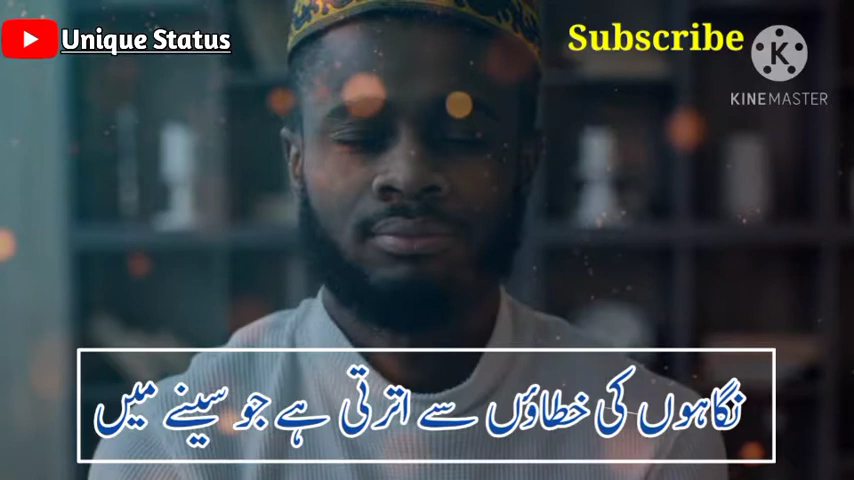 Unique Status
Subscribe
K
KINEMASTER
نگاہوں کی خطاؤں سے اترتی ہے جو سینے میں